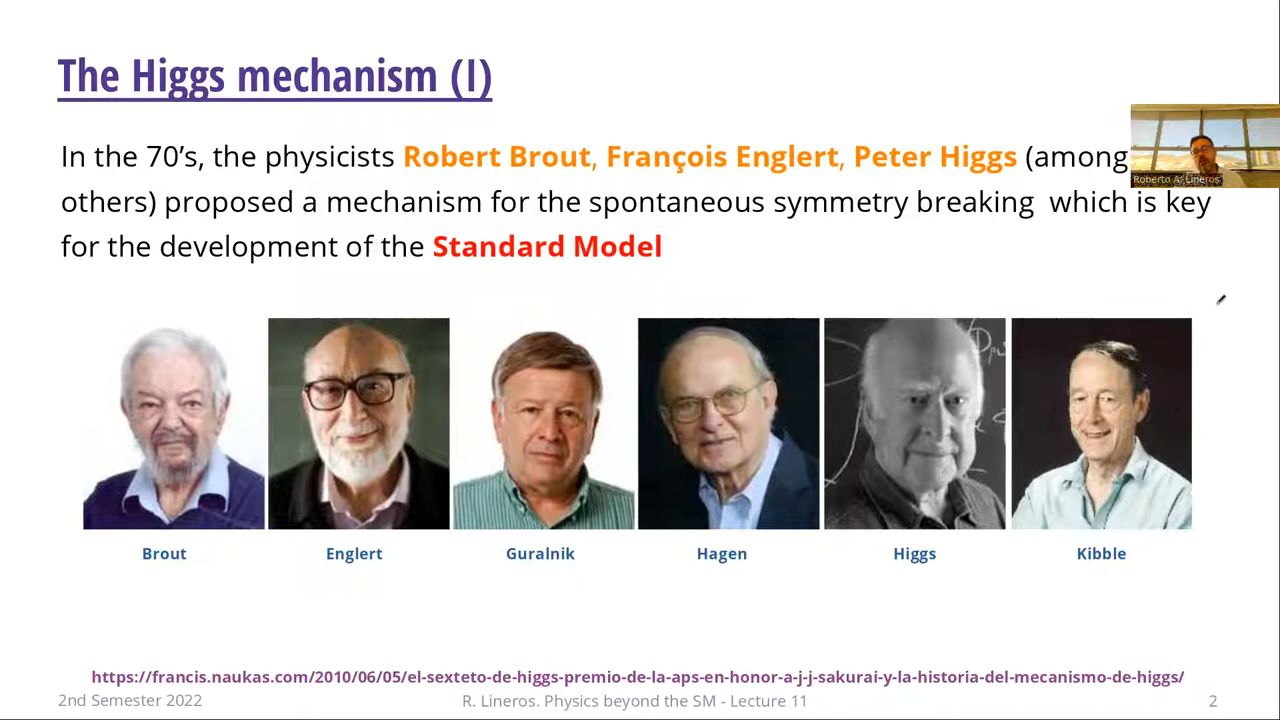 The Higgs mechanism (I)
In the 70’s, the physicists Robert Brout, François Englert, Peter Higgs (among
Roberto A. Lineros
others) proposed a mechanism for the spontaneous symmetry breaking which is key
for the development of the Standard Model
Brout
Englert
Guralnik
Hagen
Higgs
Kibble
https://francis.naukas.com/2010/06/05/el-sexteto-de-higgs-premio-de-la-aps-en-honor-a-j-j-sakurai-y-la-historia-del-mecanismo-de-higgs/
2nd Semester 2022
R. Lineros. Physics beyond the SM - Lecture 11
2